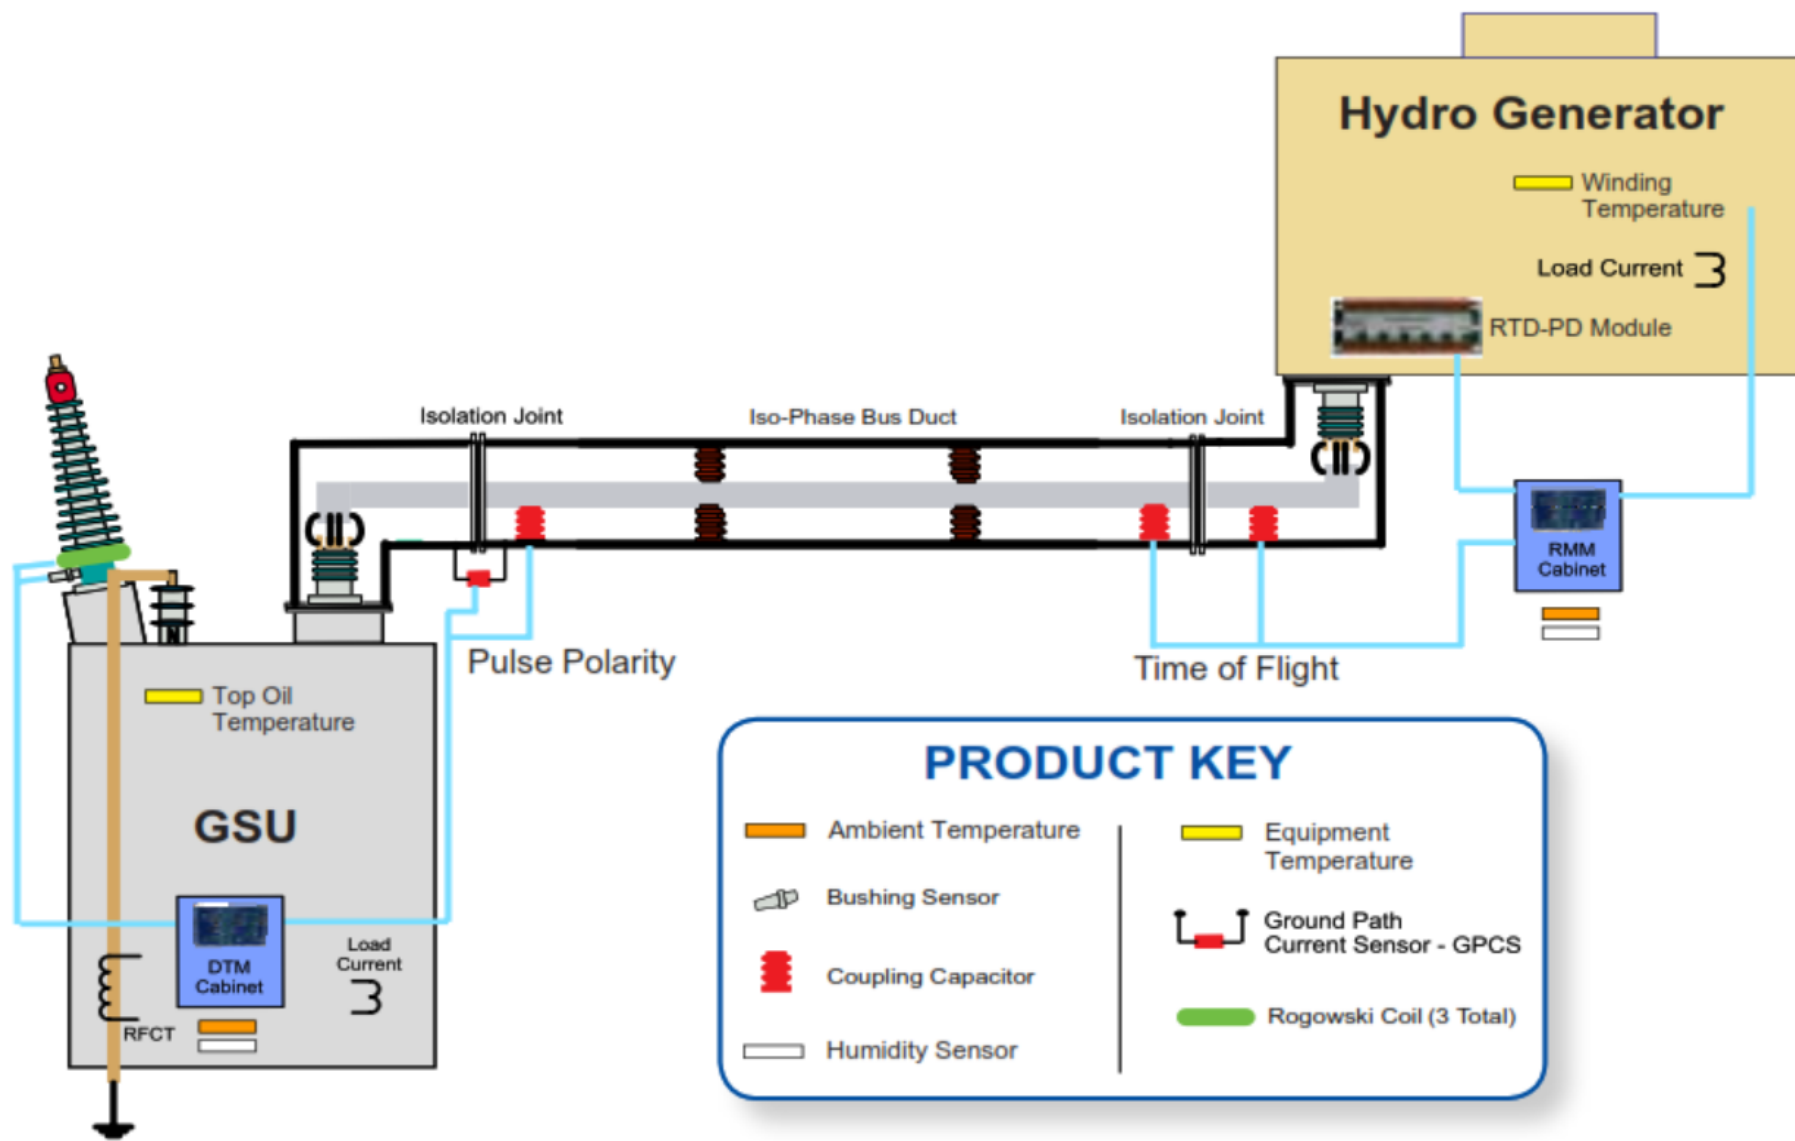 Hydro Generator
Winding
Temperature
Load Current
RTD-PD Module
Isolation Joint
Iso-Phase Bus Duct
Isolation Joint
RMM
Cabinet
N
Pulse Polarity
Time of Flight
Top Oil
Temperature
GSU
DTM
Cabinet
Load
Current
RFCT
PRODUCT KEY
Ambient Temperature
Bushing Sensor
Coupling Capacitor
Humidity Sensor
Equipment
Temperature
Ground Path
Current Sensor - GPCS
Rogowski Coil (3 Total)